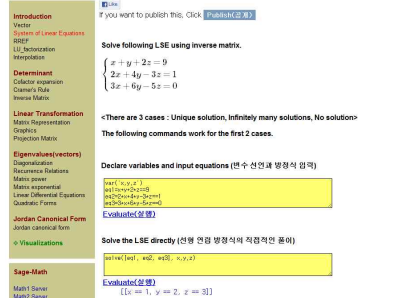 Introduction
Vector
System of Linear Equations
RREF
LU_factorization
Interpolation
Determinant
Cofactor expansion
Cramer's Rule
Inverse Matrix
Linear Transformation
Matrix Representation
Graphics
Projection Matrix
Eigenvalues(vectors)
Diagonalization
Recurrence Relations
Matrix power
Matrix exponential
Linear Differential Equations
Quadratic Forms
Jordan Canonical Form
Jordan canonical form
Visualizations
Sage-Math
Math1 Server
Math2 Server
Like
If you want to publish this, Click Publish(공개)
Solve following LSE using inverse matrix.
x + y + 2z = 9
2x + 4y − 3z = 1
3x + 6y − 5z = 0
<There are 3 cases : Unique solution, Infinitely many solutions, No solution>
The following commands work for the first 2 cases.
Declare variables and input equations (변수 선언과 방정식 입력)
var('x,y,z')
eq1=x+y+2*z==9
eq2=2*x+4*y-3*z==1
eq3=3*x+6*y-5*z==0
Evaluate(실행)
Solve the LSE directly (선형 연립 방정식의 직접적인 풀이)
solve([eq1, eq2, eq3], x,y,z)
Evaluate(실행)
[[x == 1, y == 2, z == 3]]